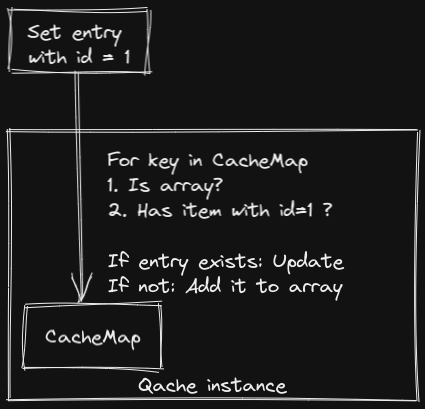 Set entry
with id = 1
For key in CacheMap
1. Is array?
2. Has item with id=1 ?
If entry exists: Update
If not: Add it to array
CacheMap
Qache instance